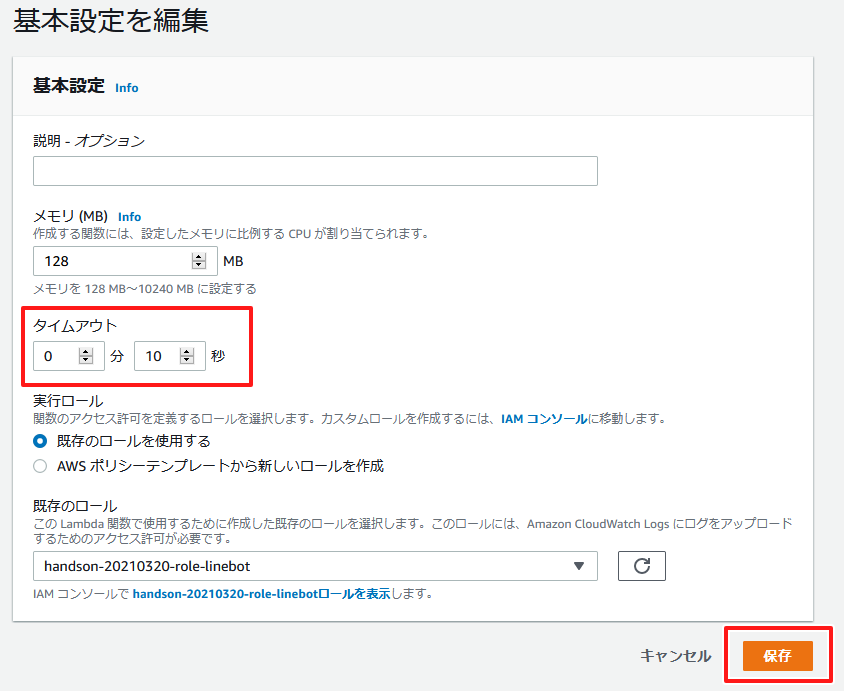 基本設定を編集
基本設定 Info
説明 - オプション
メモリ (MB) Info
作成する関数には、設定したメモリに比例する CPU が割り当てられます。
128 MB
メモリを 128 MB～10240 MB に設定する
タイムアウト
0 分 10 秒
実行ロール
関数のアクセス許可を定義するロールを選択します。カスタムロールを作成するには、IAM コンソールに移動します。
既存のロールを使用する
AWS ポリシーテンプレートから新しいロールを作成
既存のロール
この Lambda 関数で使用するために作成した既存のロールを選択します。このロールには、Amazon CloudWatch Logs にログをアップロード
するためのアクセス許可が必要です。
handson-20210320-role-linebot
IAM コンソールで handson-20210320-role-linebotロールを表示します。
キャンセル 保存